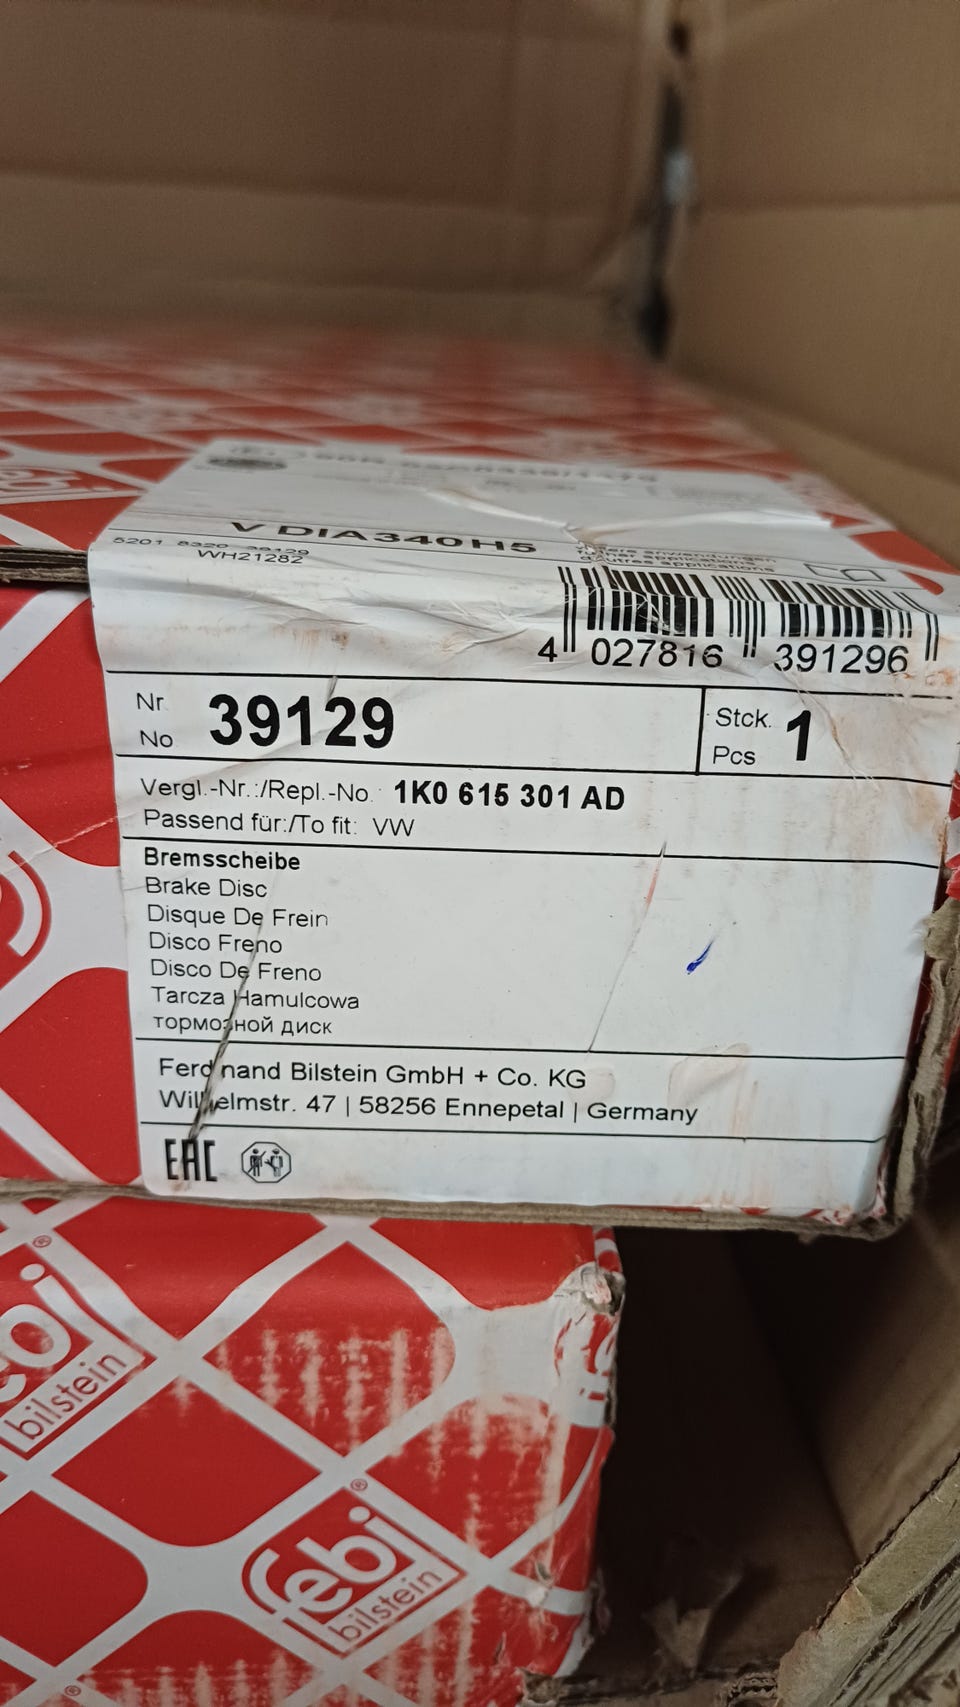 V DIA340H5
WH21282
4 027816 391296
Nr
No
39129
Stck.
Pcs
1
Vergl.-Nr.:/Repl.-No. 1K0 615 301 AD
Passend für:/To fit: VW
Bremsscheibe
Brake Disc
Disque De Frein
Disco Freno
Disco De Freno
Tarcza Hamulcowa
тормозной диск
Ferdinand Bilstein GmbH + Co. KG
Wilhelmstr. 47 | 58256 Ennepetal | Germany
EAC
febi®
bilstein
febi®
bilstein